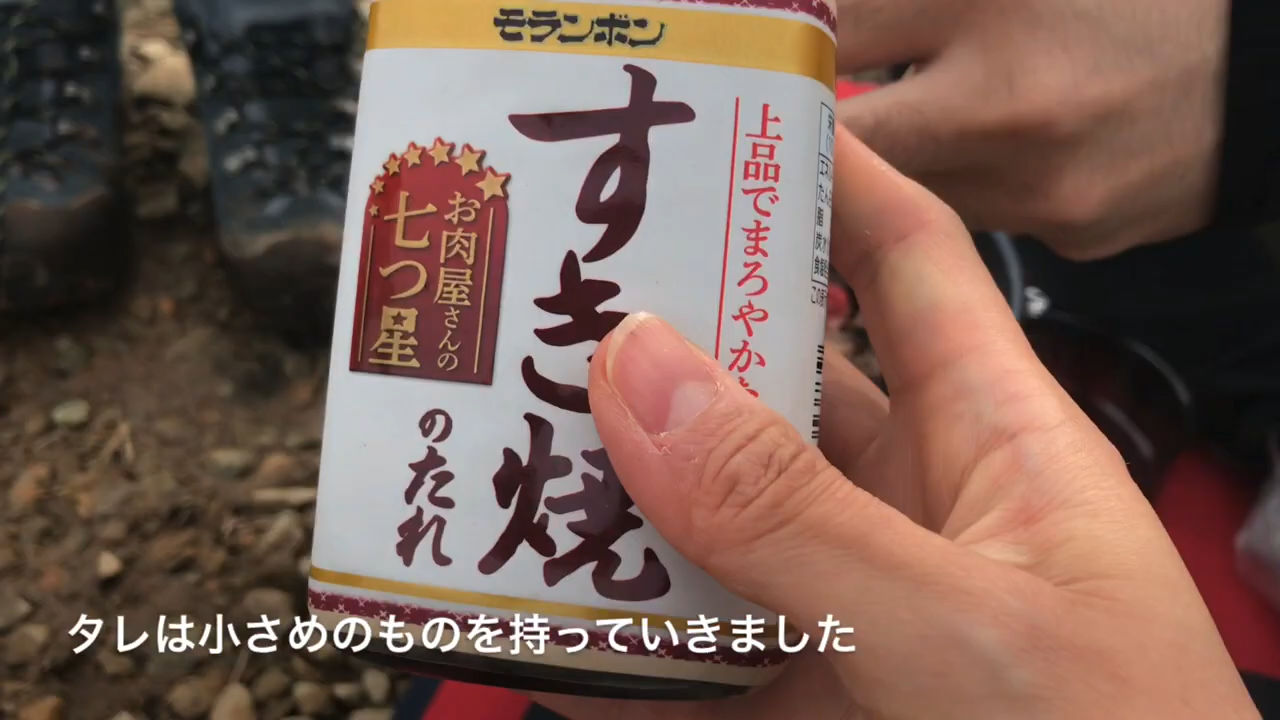 モランボン
上品でまろやかな
すき焼
のたれ
お肉屋さんの
七つ星
タレは小さめのものを持っていきました